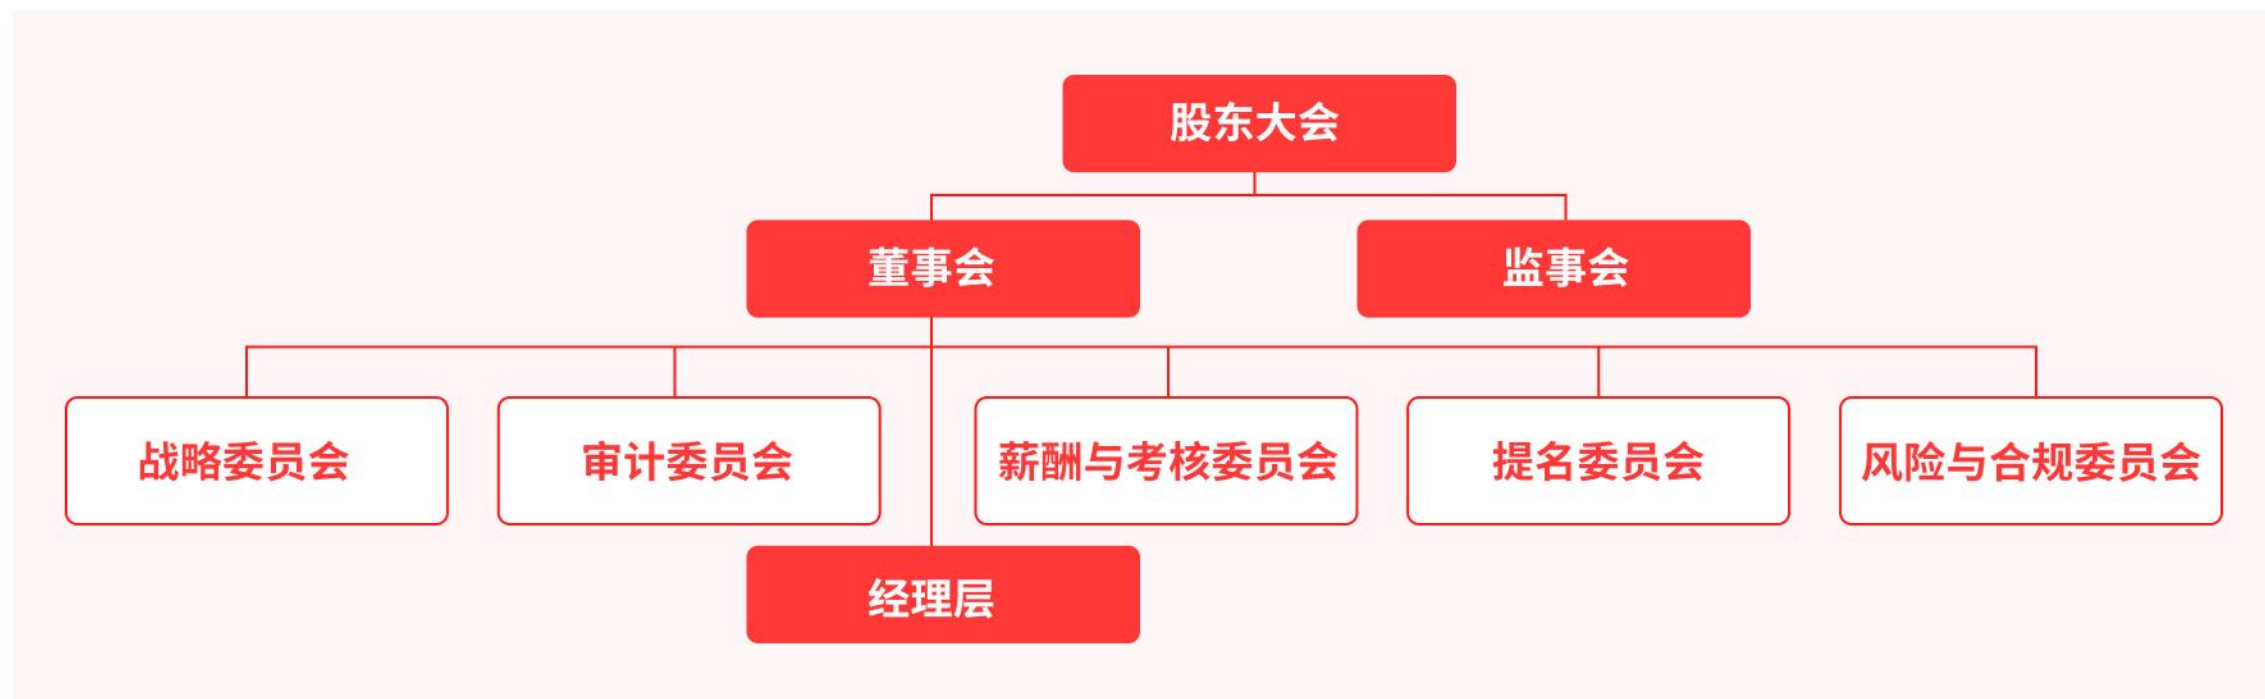 股东大会
董事会
监事会
战略委员会
审计委员会
薪酬与考核委员会
提名委员会
风险与合规委员会
经理层